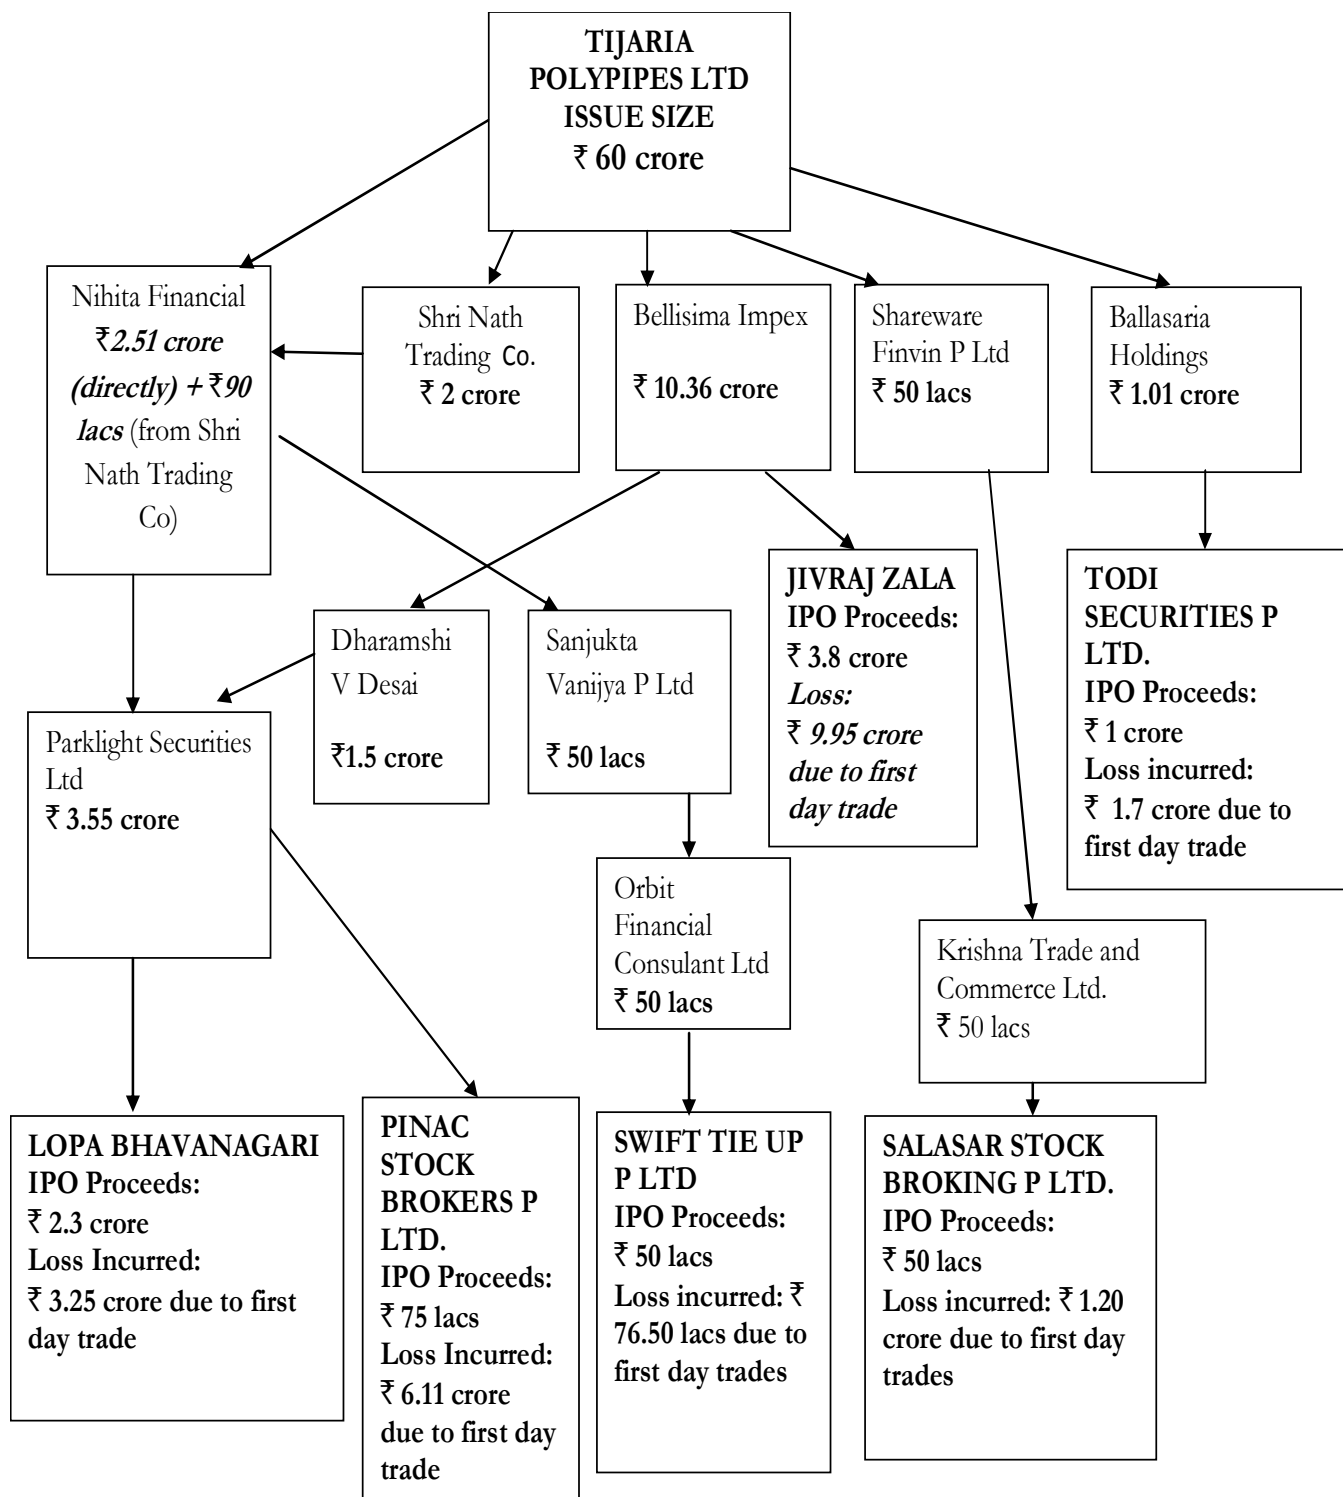 TIJARIA
POLYPIPES LTD
ISSUE SIZE
₹ 60 crore
Nihita Financial
₹2.51 crore
(directly) + ₹90
lacs (from Shri
Nath Trading
Co)
Shri Nath
Trading Co.
₹ 2 crore
Bellisima Impex
₹ 10.36 crore
Shareware
Finvin P Ltd
₹ 50 lacs
Ballasaria
Holdings
₹ 1.01 crore
Dharamshi
V Desai
₹1.5 crore
Sanjukta
Vanijya P Ltd
₹ 50 lacs
JIVRAJ ZALA
IPO Proceeds:
₹ 3.8 crore
Loss:
₹ 9.95 crore
due to first
day trade
TODI
SECURITIES P
LTD.
IPO Proceeds:
₹ 1 crore
Loss incurred:
₹ 1.7 crore due to
first day trade
Parklight Securities
Ltd
₹ 3.55 crore
Orbit
Financial
Consulant Ltd
₹ 50 lacs
Krishna Trade and
Commerce Ltd.
₹ 50 lacs
LOPA BHAVANAGARI
IPO Proceeds:
₹ 2.3 crore
Loss Incurred:
₹ 3.25 crore due to first
day trade
PINAC
STOCK
BROKERS P
LTD.
IPO Proceeds:
₹ 75 lacs
Loss Incurred:
₹ 6.11 crore
due to first day
trade
SWIFT TIE UP
P LTD
IPO Proceeds:
₹ 50 lacs
Loss incurred: ₹
76.50 lacs due to
first day trades
SALASAR STOCK
BROKING P LTD.
IPO Proceeds:
₹ 50 lacs
Loss incurred: ₹ 1.20
crore due to first day
trades